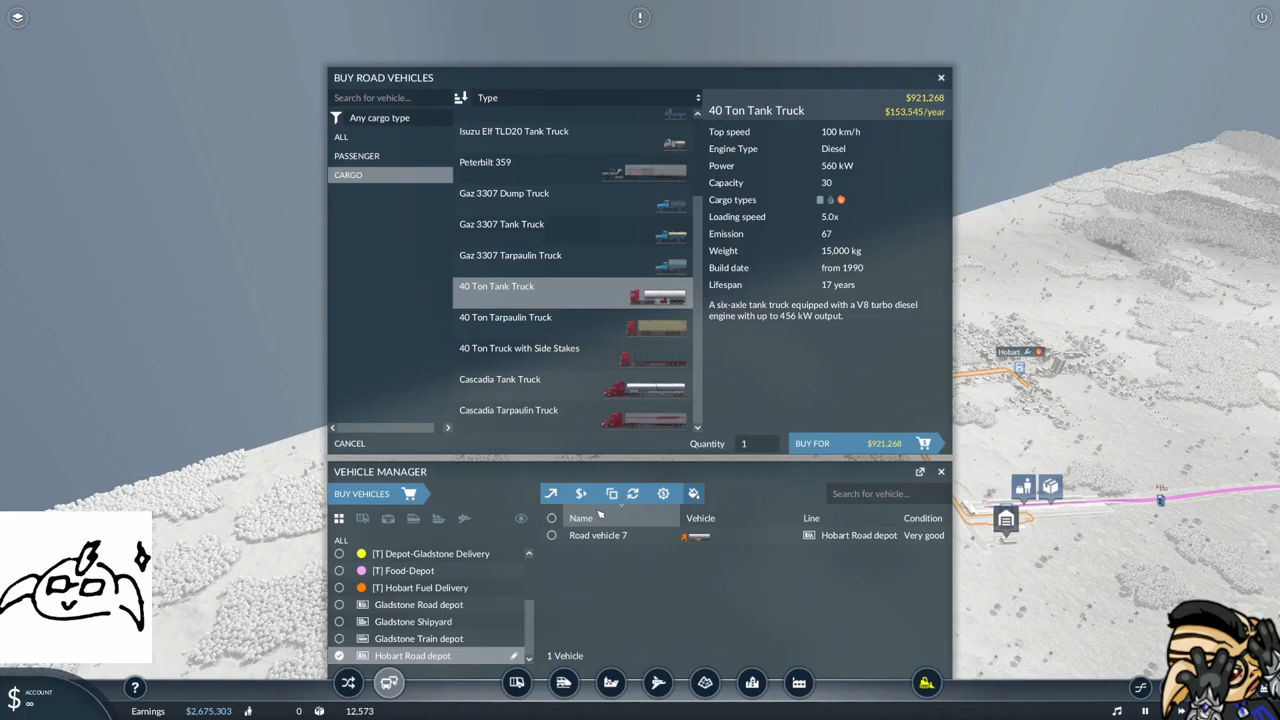 BUY ROAD VEHICLES
Search for vehicle...
Type
Any cargo type
ALL
PASSENGER
CARGO
Isuzu Elf TLD20 Tank Truck
Peterbilt 359
Gaz 3307 Dump Truck
Gaz 3307 Tank Truck
Gaz 3307 Tarpaulin Truck
40 Ton Tank Truck
40 Ton Tarpaulin Truck
40 Ton Truck with Side Stakes
Cascadia Tank Truck
Cascadia Tarpaulin Truck
$921,268
40 Ton Tank Truck
$153,545/year
Top speed 100 km/h
Engine Type Diesel
Power 560 kW
Capacity 30
Cargo types
Loading speed 5.0x
Emission 67
Weight 15,000 kg
Build date from 1990
Lifespan 17 years
A six-axle tank truck equipped with a V8 turbo diesel
engine with up to 456 kW output.
CANCEL
Quantity 1
BUY FOR $921,268
Hobart
VEHICLE MANAGER
BUY VEHICLES
Search for vehicle...
ALL
[T] Depot-Gladstone Delivery
[T] Food-Depot
[T] Hobart Fuel Delivery
Gladstone Road depot
Gladstone Shipyard
Gladstone Train depot
Hobart Road depot
Name Vehicle Line Condition
Road vehicle 7 Hobart Road depot Very good
1 Vehicle
$ ACCOUNT
∞
?
Earnings $2,675,303 0 12,573